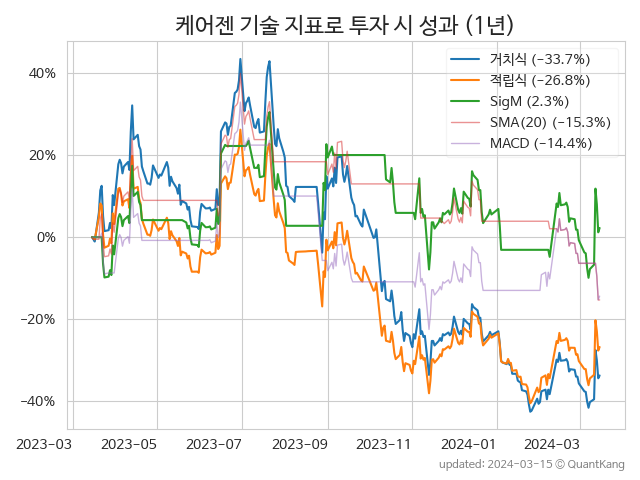 케어젠 기술 지표로 투자 시 성과 (1년)
거치식 (−33.7%)
적립식 (−26.8%)
SigM (2.3%)
SMA(20) (−15.3%)
MACD (−14.4%)
40%
20%
0%
−20%
−40%
2023−03 2023−05 2023−07 2023−09 2023−11 2024−01 2024−03
updated: 2024−03−15 ⓒ QuantKang